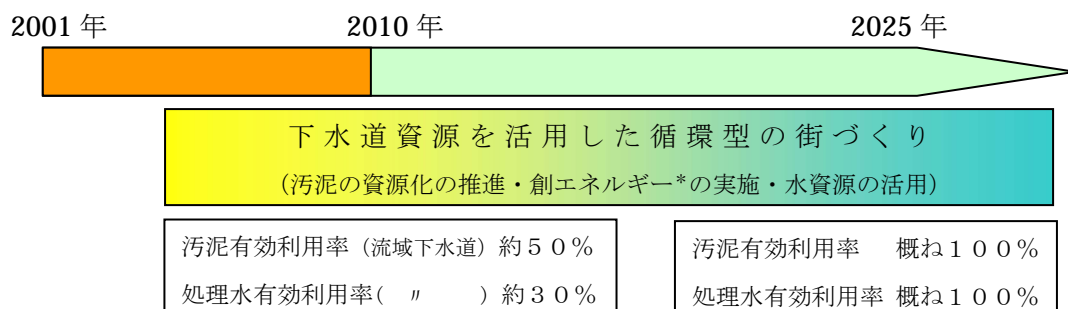 2001 年 2010 年 2025 年
下水道資源を活用した循環型の街づくり
(汚泥の資源化の推進・創エネルギー*の実施・水資源の活用)
汚泥有効利用率 (流域下水道) 約50%
処理水有効利用率( 〃 ) 約30%
汚泥有効利用率 概ね100%
処理水有効利用率 概ね100%